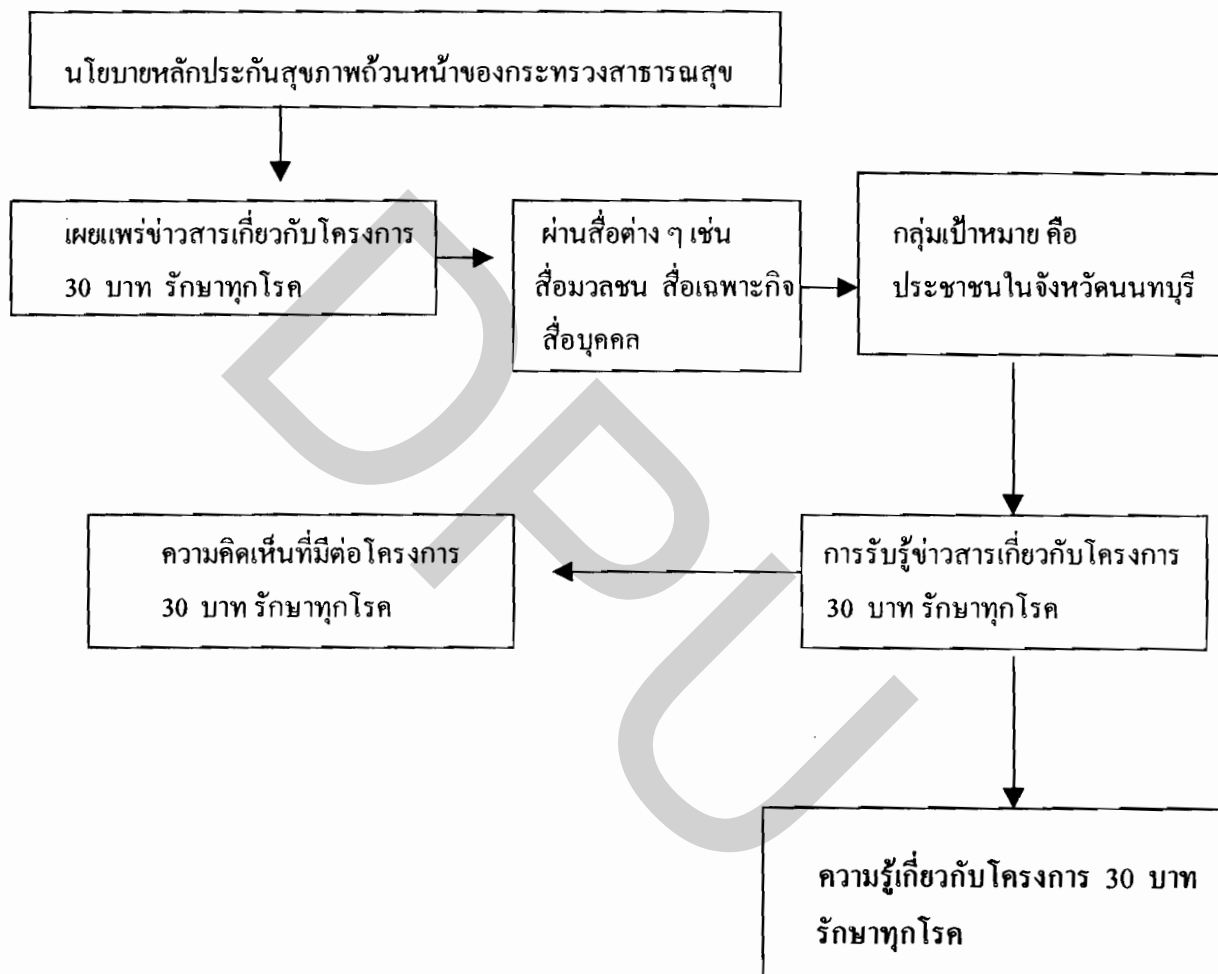 นโยบายหลักประกันสุขภาพถ้วนหน้าของกระทรวงสาธารณสุข
เผยแพร่ข่าวสารเกี่ยวกับโครงการ
30 บาท รักษาทุกโรค
ผ่านสื่อต่าง ๆ เช่น
สื่อมวลชน สื่อเฉพาะกิจ
สื่อบุคคล
กลุ่มเป้าหมาย คือ
ประชาชนในจังหวัดนนทบุรี
ความคิดเห็นที่มีต่อโครงการ
30 บาท รักษาทุกโรค
การรับรู้ข่าวสารเกี่ยวกับโครงการ
30 บาท รักษาทุกโรค
ความรู้เกี่ยวกับโครงการ 30 บาท
รักษาทุกโรค
DPU